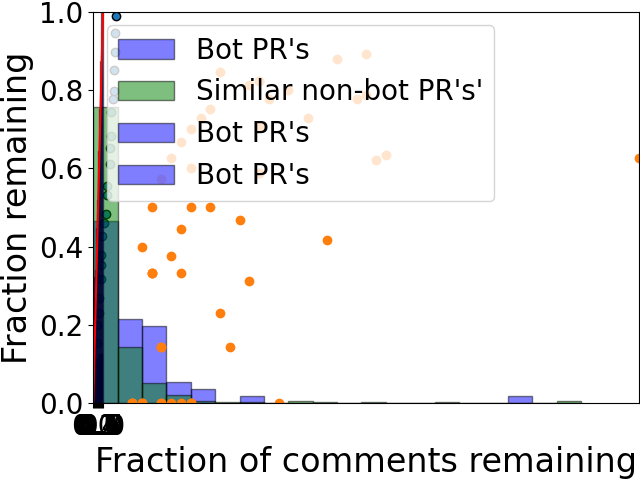 Fraction remaining
1.0
0.8
0.6
0.4
0.2
0.0
Bot PR's
Similar non-bot PR's'
Bot PR's
Bot PR's
Fraction of comments remaining